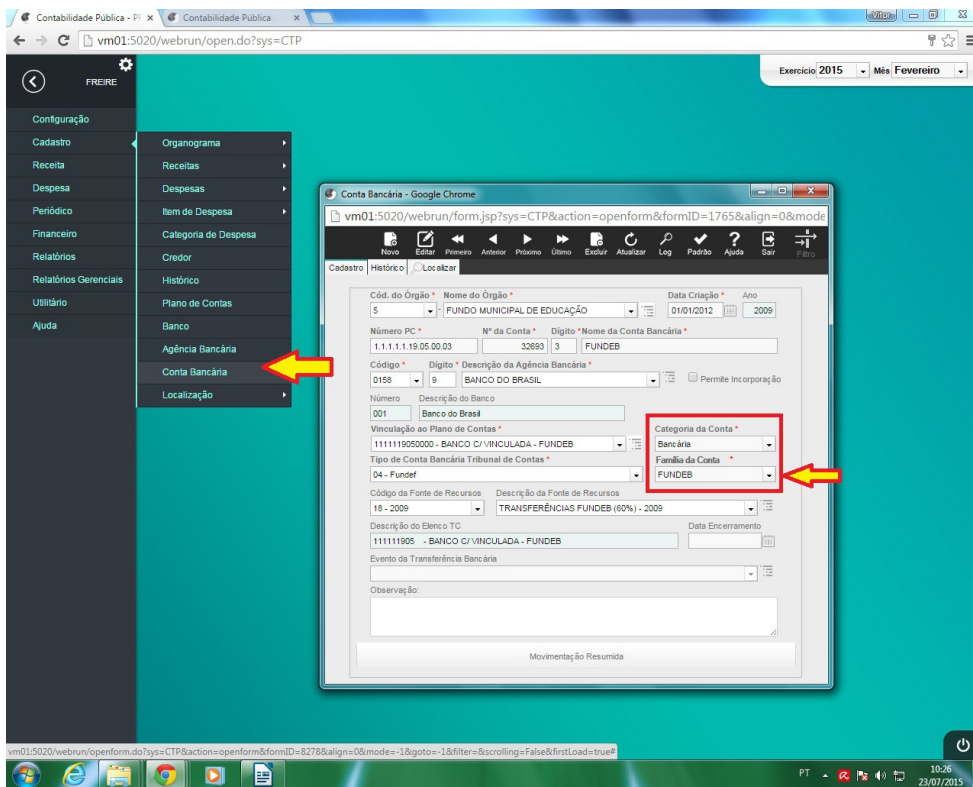 Contabilidade Pública - Pl
Contabilidade Pública
Vitor
vm01:5020/webrun/open.do?sys=CTP
FREIRE
Exercício 2015 Mês Fevereiro
Configuração
Cadastro
Receita
Despesa
Periódico
Financeiro
Relatórios
Relatórios Gerenciais
Utilitário
Ajuda
Organograma
Receitas
Despesas
Item de Despesa
Categoria de Despesa
Credor
Histórico
Plano de Contas
Banco
Agência Bancária
Conta Bancária
Localização
Conta Bancária - Google Chrome
vm01:5020/webrun/form.jsp?sys=CTP&action=openform&formID=1765&align=0&mode
Novo Editar Primeiro Anterior Próximo Último Excluir Atualizar Log Padrão Ajuda Sair Filtro
Cadastro Histórico Localizar
Cód. do Órgão * Nome do Órgão * Data Criação * Ano
5 - FUNDO MUNICIPAL DE EDUCAÇÃO 01/01/2012 2009
Número PC * Nº da Conta * Dígito * Nome da Conta Bancária *
1.1.1.1.1.19.05.00.03 32693 3 FUNDEB
Código * Dígito * Descrição da Agência Bancária *
0158 9 BANCO DO BRASIL Permite Incorporação
Número Descrição do Banco
001 Banco do Brasil
Vinculação ao Plano de Contas * Categoria da Conta *
1111119050000 - BANCO C/ VINCULADA - FUNDEB Bancária
Tipo de Conta Bancária Tribunal de Contas * Família da Conta *
04 - Fundef FUNDEB
Código da Fonte de Recursos Descrição da Fonte de Recursos
18 - 2009 TRANSFERÊNCIAS FUNDEB (60%) - 2009
Descrição do Elenco TC Data Encerramento
111111905 - BANCO C/ VINCULADA - FUNDEB
Evento da Transferência Bancária
Observação:
Movimentação Resumida
vm01:5020/webrun/openform.do?sys=CTP&action=openform&formID=8278&align=0&mode=-1&goto=-1&filter=&scrolling=False&firstLoad=true#
PT 10:26
23/07/2015